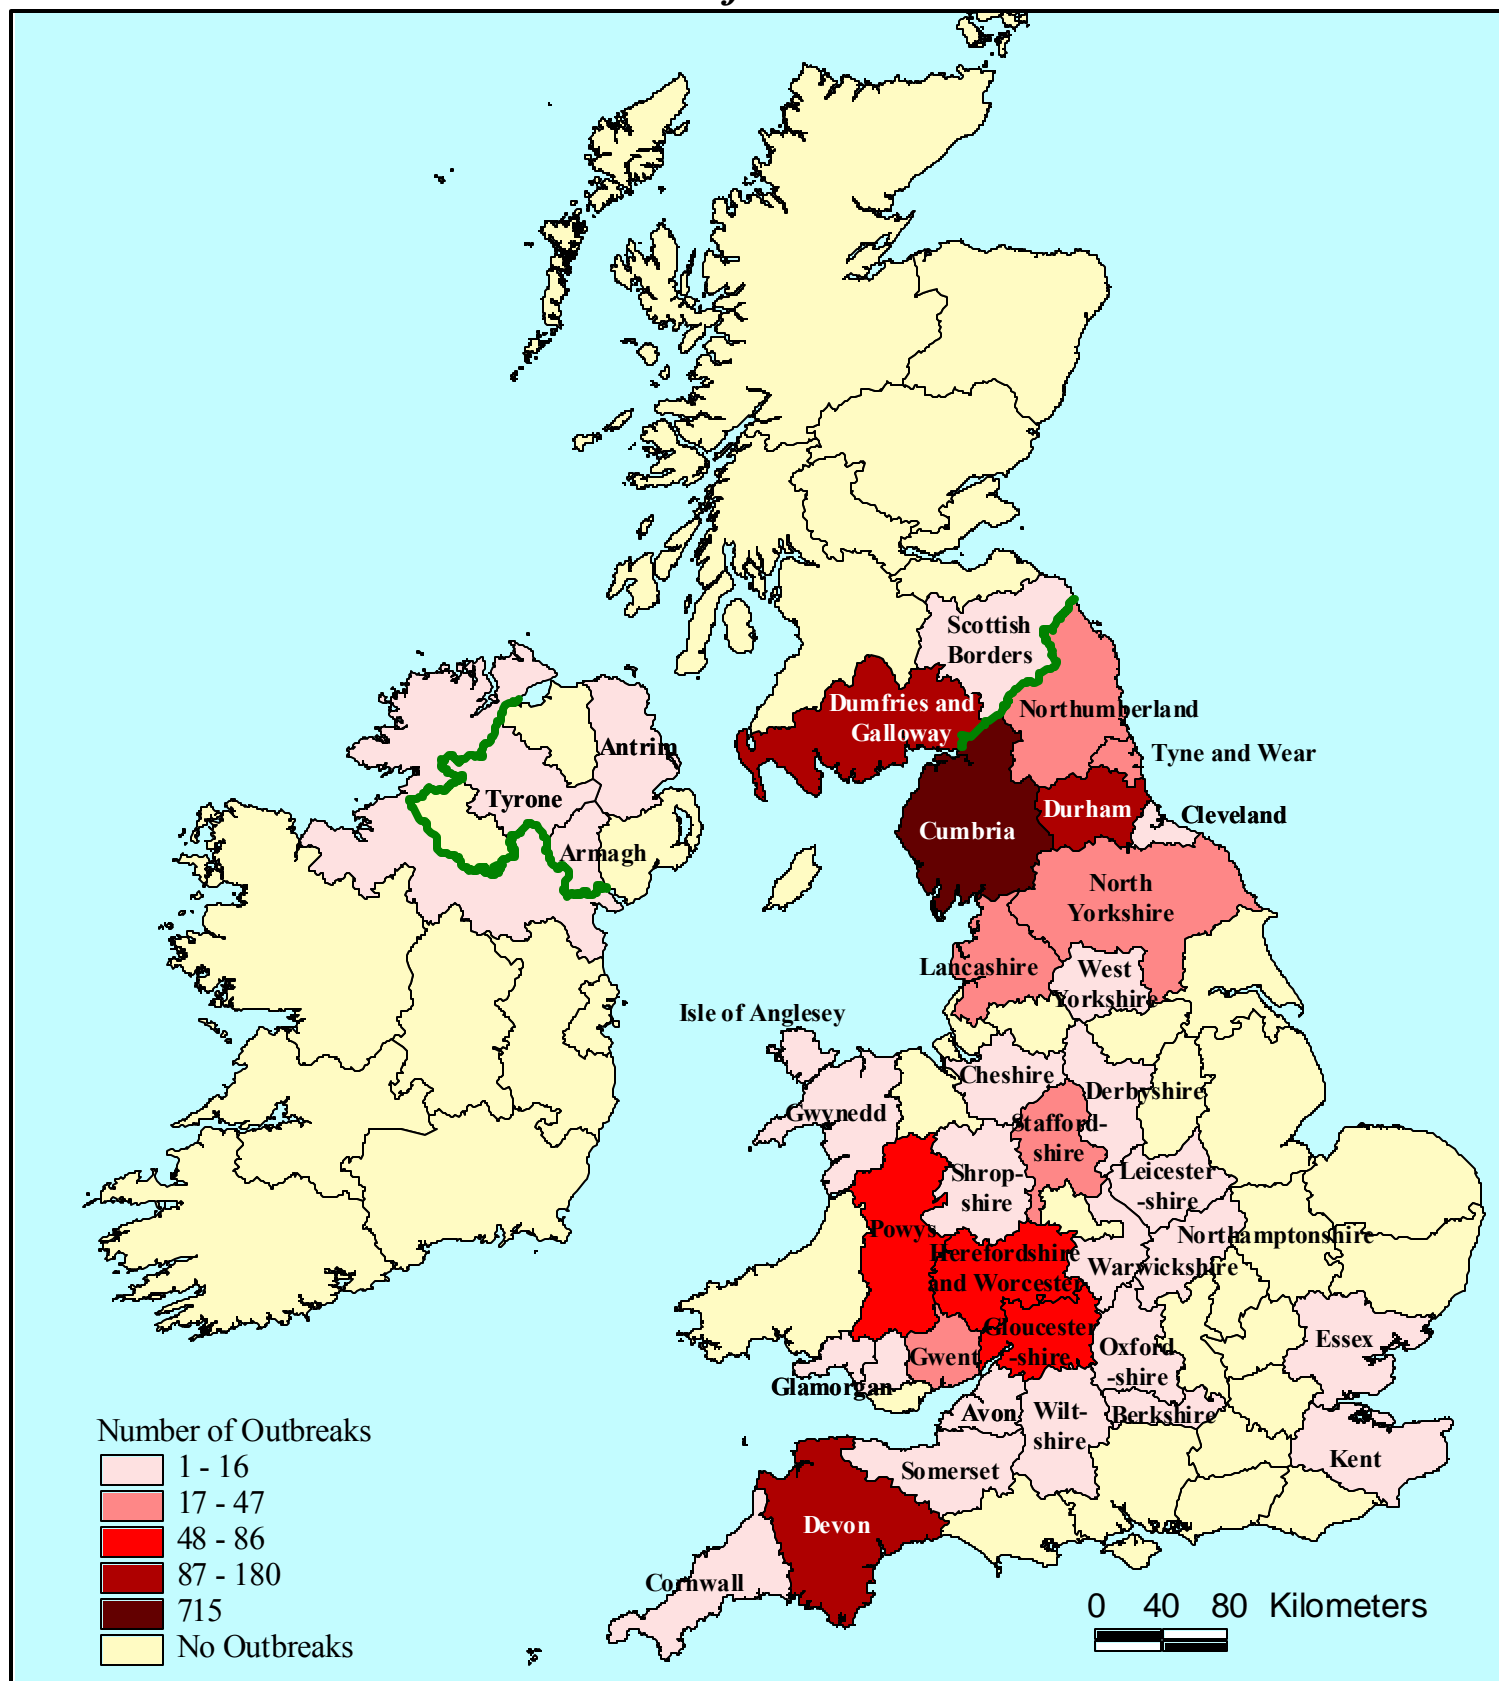 Scottish
Borders
Dumfries and
Galloway
Northumberland
Tyne and Wear
Antrim
Tyrone
Durham
Cleveland
Cumbria
Armagh
North
Yorkshire
Lancashire
West
Yorkshire
Isle of Anglesey
Cheshire
Derbyshire
Gwynedd
Stafford-
shire
Shrop-
shire
Leicester
-shire
Powys
Northamptonshire
Herefordshire
and Worcester
Warwickshire
Gloucester
-shire
Gwent
Oxford
-shire
Essex
Glamorgan
Avon
Wilt-
shire
Berkshire
Kent
Somerset
Devon
Cornwall
Number of Outbreaks
1 - 16
17 - 47
48 - 86
87 - 180
715
No Outbreaks
0 40 80 Kilometers